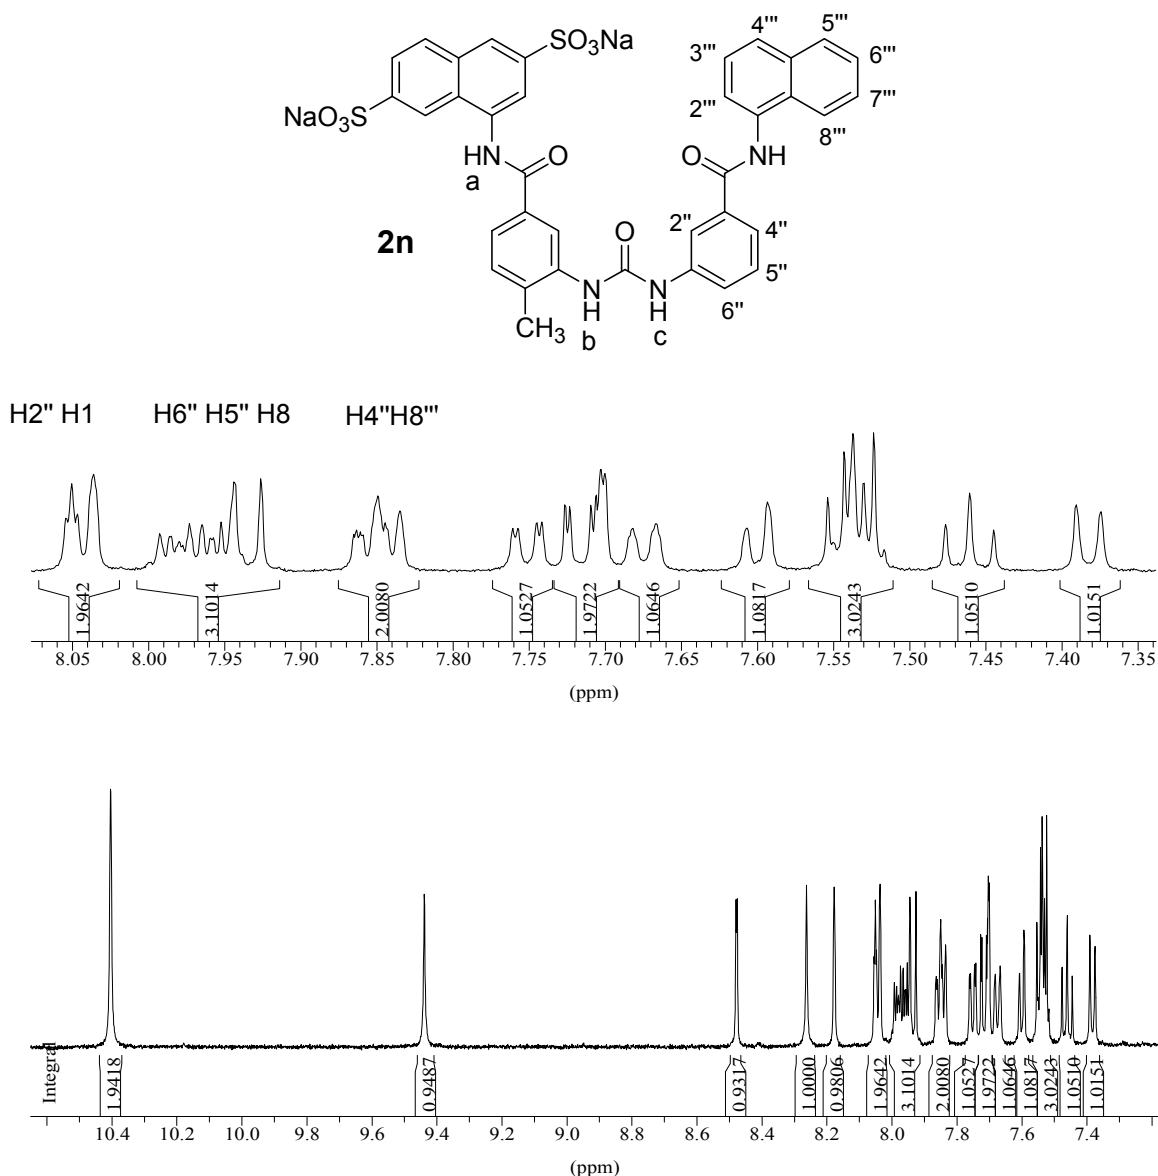 SO₃Na
4''' 5'''
3''' 6'''
NaO₃S 2''' 7'''
8'''
HN O O NH
a
2n O 2'' 4''
5''
N N
H H 6''
CH₃ b c
H2'' H1 H6'' H5'' H8 H4''H8'''
1.9642 3.1014 2.0080 1.0527 1.9722 1.0646 1.0817 3.0243 1.0510 1.0151
8.05 8.00 7.95 7.90 7.85 7.80 7.75 7.70 7.65 7.60 7.55 7.50 7.45 7.40 7.35
(ppm)
Integral 1.9418 0.9487 0.9317 1.0000 0.9806 1.9642 3.1014 2.0080 1.0527 1.9722 1.0646 1.0817 3.0243 1.0510 1.0151
10.4 10.2 10.0 9.8 9.6 9.4 9.2 9.0 8.8 8.6 8.4 8.2 8.0 7.8 7.6 7.4
(ppm)